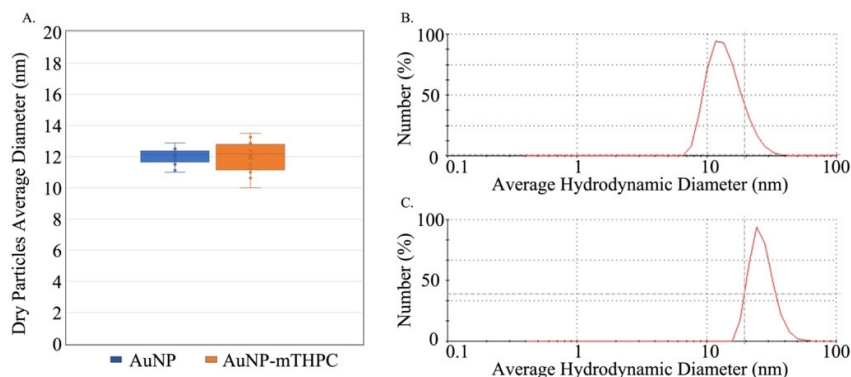 A.
Dry Particles Average Diameter (nm)
20
18
16
14
12
10
8
6
4
2
0
AuNP AuNP-mTHPC
B.
Number (%)
100
50
0
0.1 1 10 100
Average Hydrodynamic Diameter (nm)
C.
Number (%)
100
50
0
0.1 1 10 100
Average Hydrodynamic Diameter (nm)